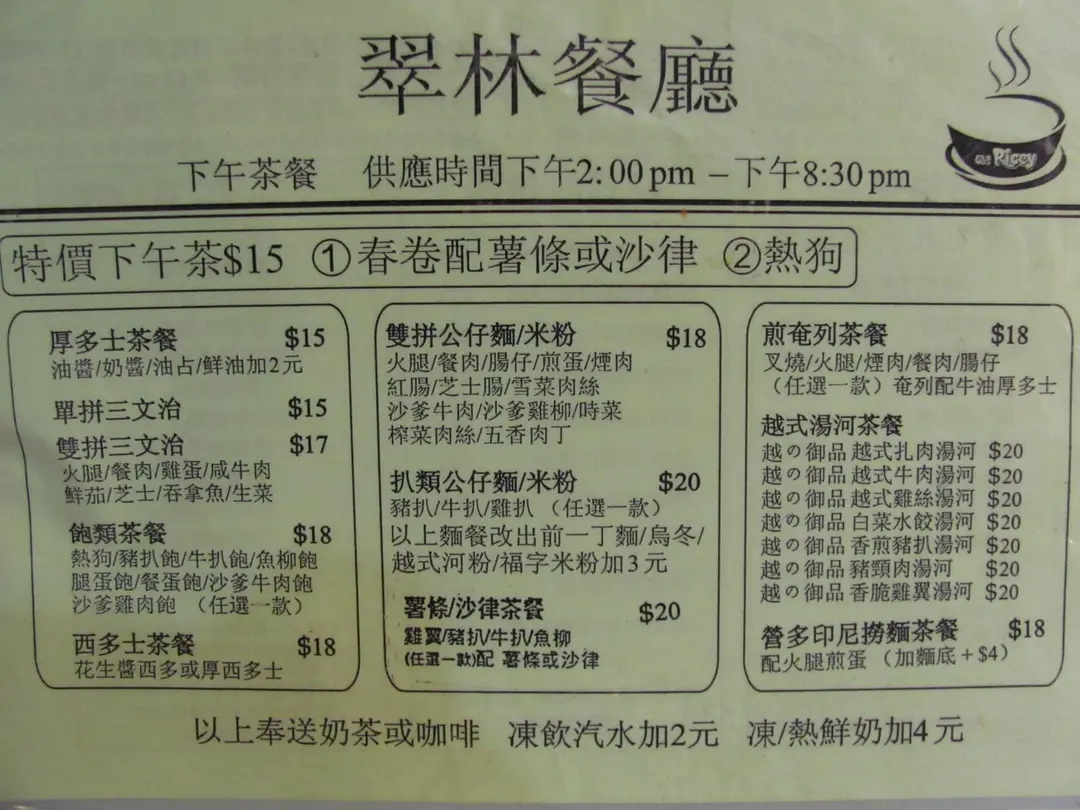 翠林餐廳
Mr Ricey
下午茶餐 供應時間下午2:00 pm – 下午8:30 pm
特價下午茶$15 ①春卷配薯條或沙律 ②熱狗
厚多士茶餐 $15
油醬/奶醬/油占/鮮油加2元
單拼三文治 $15
雙拼三文治 $17
火腿/餐肉/雞蛋/咸牛肉
鮮茄/芝士/吞拿魚/生菜
飽類茶餐 $18
熱狗/豬扒飽/牛扒飽/魚柳飽
腿蛋飽/餐蛋飽/沙爹牛肉飽
沙爹雞肉飽 （任選一款）
西多士茶餐 $18
花生醬西多或厚西多士
雙拼公仔麵/米粉 $18
火腿/餐肉/腸仔/煎蛋/煙肉
紅腸/芝士腸/雪菜肉絲
沙爹牛肉/沙爹雞柳/時菜
榨菜肉絲/五香肉丁
扒類公仔麵/米粉 $20
豬扒/牛扒/雞扒 （任選一款）
以上麵餐改出前一丁麵/烏冬/
越式河粉/福字米粉加3元
薯條/沙律茶餐 $20
雞翼/豬扒/牛扒/魚柳
(任選一款)配 薯條或沙律
煎奄列茶餐 $18
叉燒/火腿/煙肉/餐肉/腸仔
（任選一款）奄列配牛油厚多士
越式湯河茶餐
越の御品 越式扎肉湯河 $20
越の御品 越式牛肉湯河 $20
越の御品 越式雞絲湯河 $20
越の御品 白菜水餃湯河 $20
越の御品 香煎豬扒湯河 $20
越の御品 豬頸肉湯河 $20
越の御品 香脆雞翼湯河 $20
營多印尼撈麵茶餐 $18
配火腿煎蛋 （加麵底＋$4）
以上奉送奶茶或咖啡 凍飲汽水加2元 凍/熱鮮奶加4元